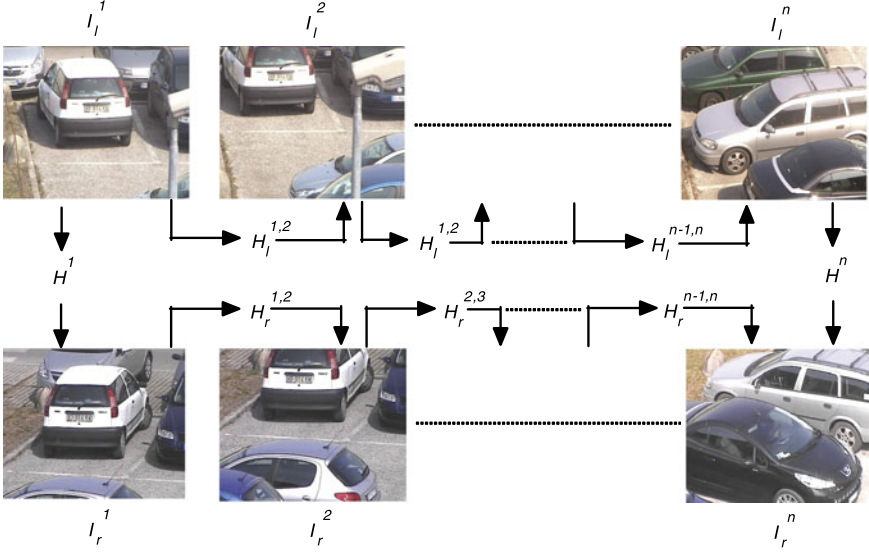 I_l^1 I_l^2 I_l^n
H_l^{1,2} H_l^{1,2} H_l^{n-1,n}
H^1 H^n
H_r^{1,2} H_r^{2,3} H_r^{n-1,n}
I_r^1 I_r^2 I_r^n